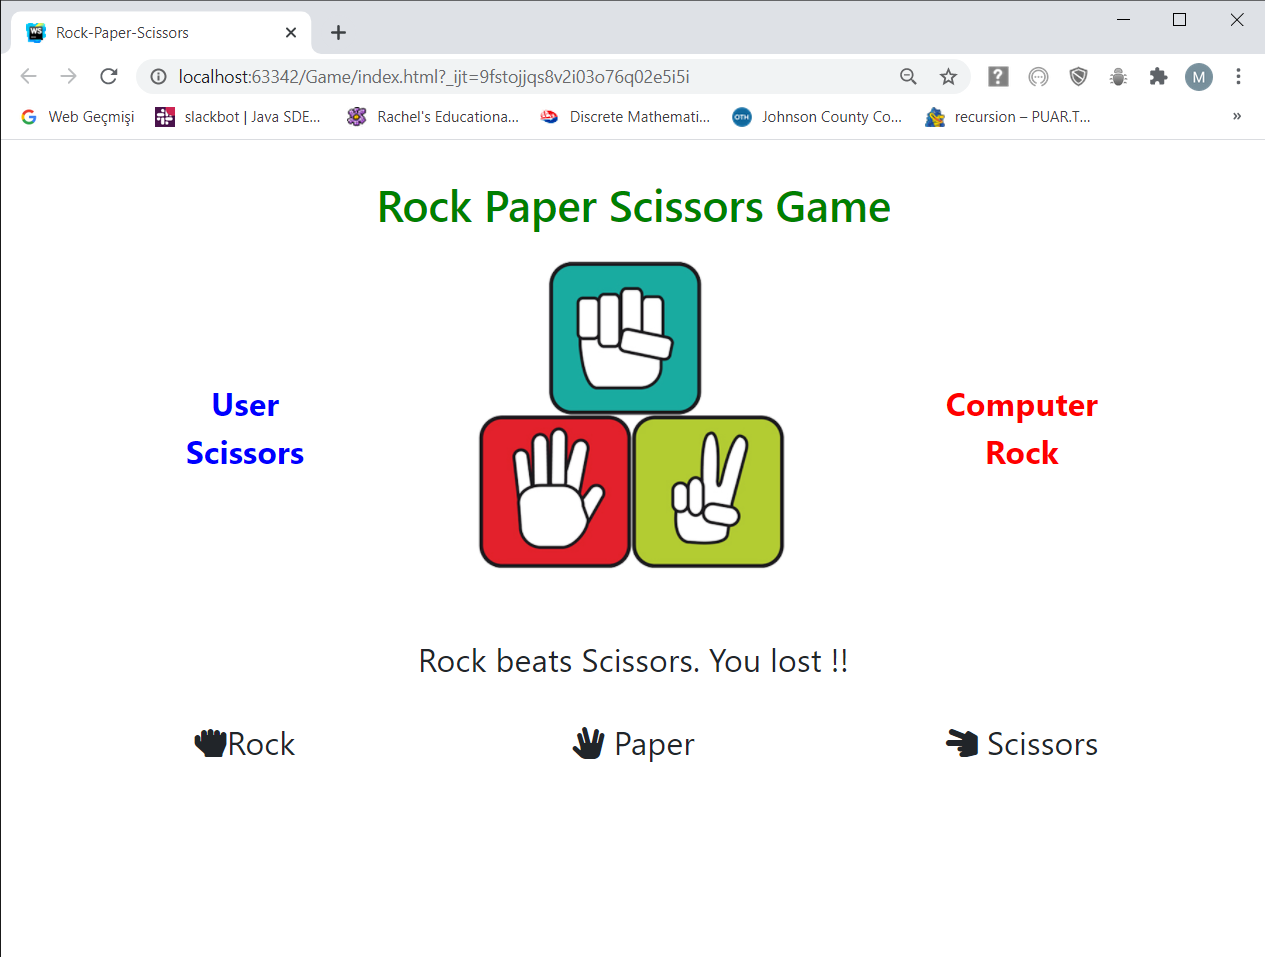 WS
Rock-Paper-Scissors
localhost:63342/Game/index.html?_ijt=9fstojjqs8v2i03o76q02e5i5i
?
M
Web Geçmişi
slackbot | Java SDE...
Rachel's Educationa...
Discrete Mathemati...
OTH
Johnson County Co...
recursion – PUAR.T...
»
Rock Paper Scissors Game
User
Scissors
Computer
Rock
Rock beats Scissors. You lost !!
Rock
Paper
Scissors